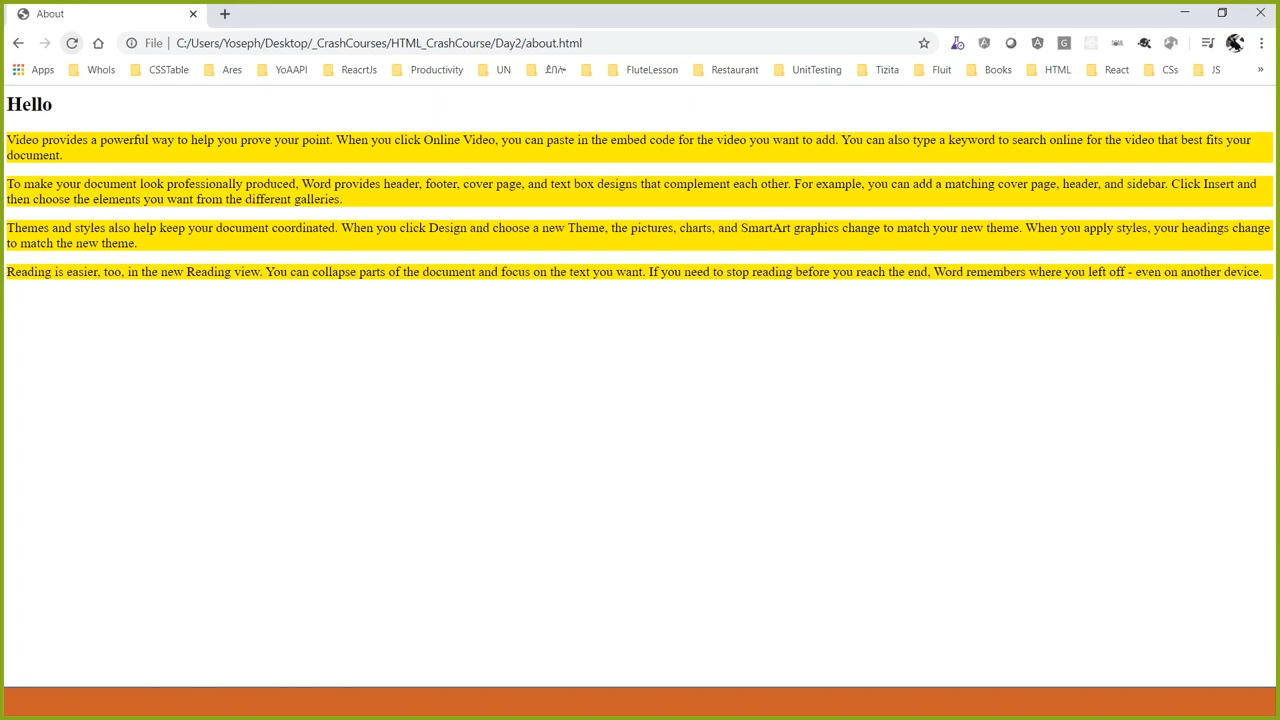 About
File
C:/Users/Yoseph/Desktop/_CrashCourses/HTML_CrashCourse/Day2/about.html
Apps WhoIs CSSTable Ares YoAAPI ReacrtJs Productivity UN FluteLesson Restaurant UnitTesting Tizita Fluit Books HTML React CSs JS »
Hello
Video provides a powerful way to help you prove your point. When you click Online Video, you can paste in the embed code for the video you want to add. You can also type a keyword to search online for the video that best fits your
document.
To make your document look professionally produced, Word provides header, footer, cover page, and text box designs that complement each other. For example, you can add a matching cover page, header, and sidebar. Click Insert and
then choose the elements you want from the different galleries.
Themes and styles also help keep your document coordinated. When you click Design and choose a new Theme, the pictures, charts, and SmartArt graphics change to match your new theme. When you apply styles, your headings change
to match the new theme.
Reading is easier, too, in the new Reading view. You can collapse parts of the document and focus on the text you want. If you need to stop reading before you reach the end, Word remembers where you left off - even on another device.